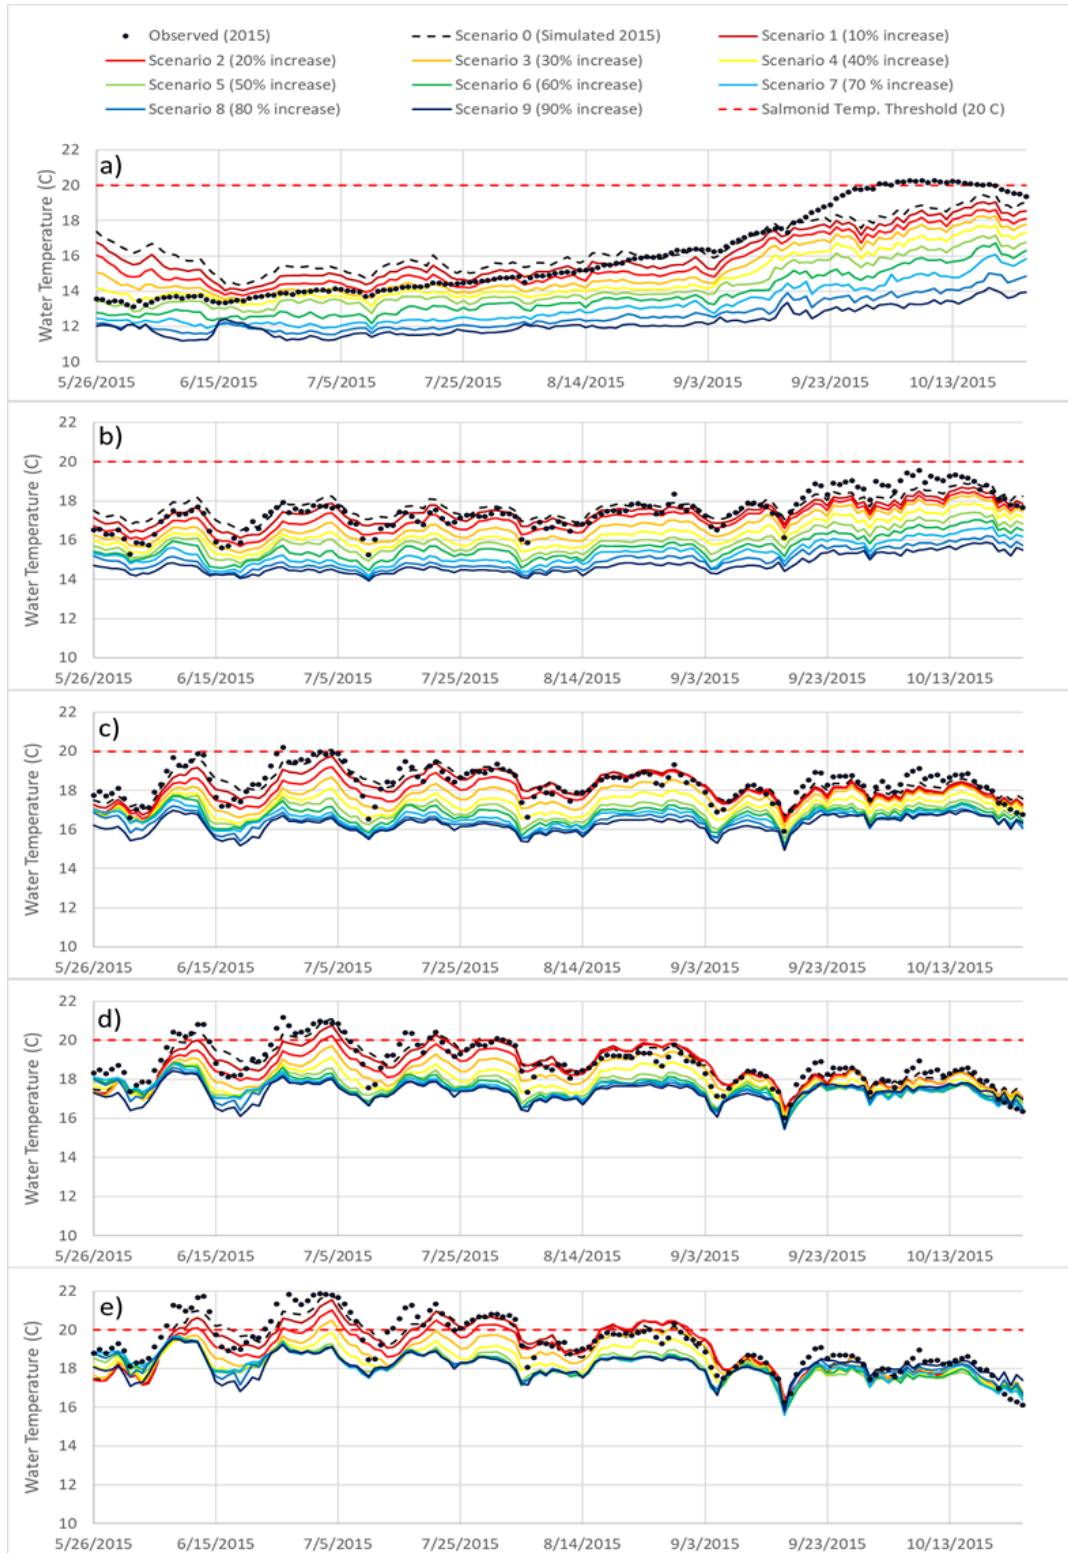 Observed (2015) Scenario 0 (Simulated 2015) Scenario 1 (10% increase)
Scenario 2 (20% increase) Scenario 3 (30% increase) Scenario 4 (40% increase)
Scenario 5 (50% increase) Scenario 6 (60% increase) Scenario 7 (70 % increase)
Scenario 8 (80 % increase) Scenario 9 (90% increase) Salmonid Temp. Threshold (20 C)
a)
Water Temperature (C)
22
20
18
16
14
12
10
5/26/2015 6/15/2015 7/5/2015 7/25/2015 8/14/2015 9/3/2015 9/23/2015 10/13/2015
b)
Water Temperature (C)
22
20
18
16
14
12
10
5/26/2015 6/15/2015 7/5/2015 7/25/2015 8/14/2015 9/3/2015 9/23/2015 10/13/2015
c)
Water Temperature (C)
22
20
18
16
14
12
10
5/26/2015 6/15/2015 7/5/2015 7/25/2015 8/14/2015 9/3/2015 9/23/2015 10/13/2015
d)
Water Temperature (C)
22
20
18
16
14
12
10
5/26/2015 6/15/2015 7/5/2015 7/25/2015 8/14/2015 9/3/2015 9/23/2015 10/13/2015
e)
Water Temperature (C)
22
20
18
16
14
12
10
5/26/2015 6/15/2015 7/5/2015 7/25/2015 8/14/2015 9/3/2015 9/23/2015 10/13/2015